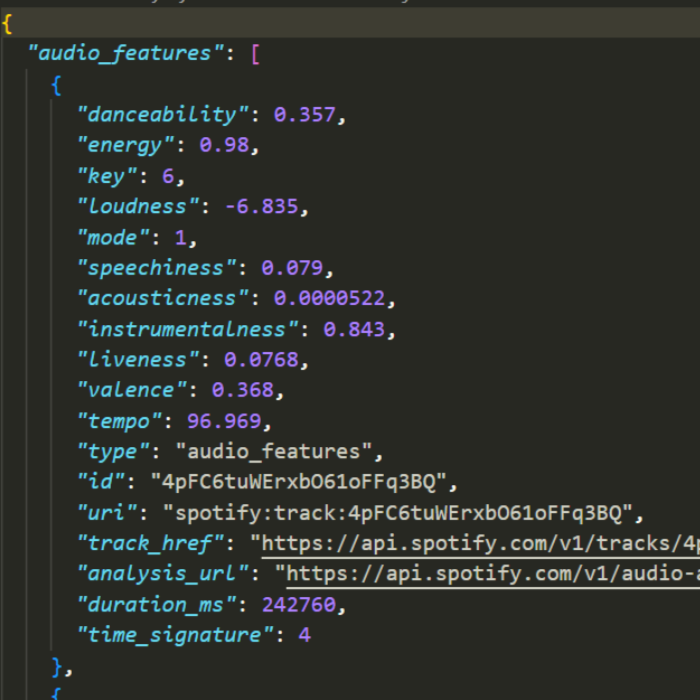 {
"audio_features": [
{
"danceability": 0.357,
"energy": 0.98,
"key": 6,
"loudness": -6.835,
"mode": 1,
"speechiness": 0.079,
"acousticness": 0.0000522,
"instrumentalness": 0.843,
"liveness": 0.0768,
"valence": 0.368,
"tempo": 96.969,
"type": "audio_features",
"id": "4pFC6tuWErxbO61oFFq3BQ",
"uri": "spotify:track:4pFC6tuWErxbO61oFFq3BQ",
"track_href": "https://api.spotify.com/v1/tracks/4p
"analysis_url": "https://api.spotify.com/v1/audio-a
"duration_ms": 242760,
"time_signature": 4
},
{